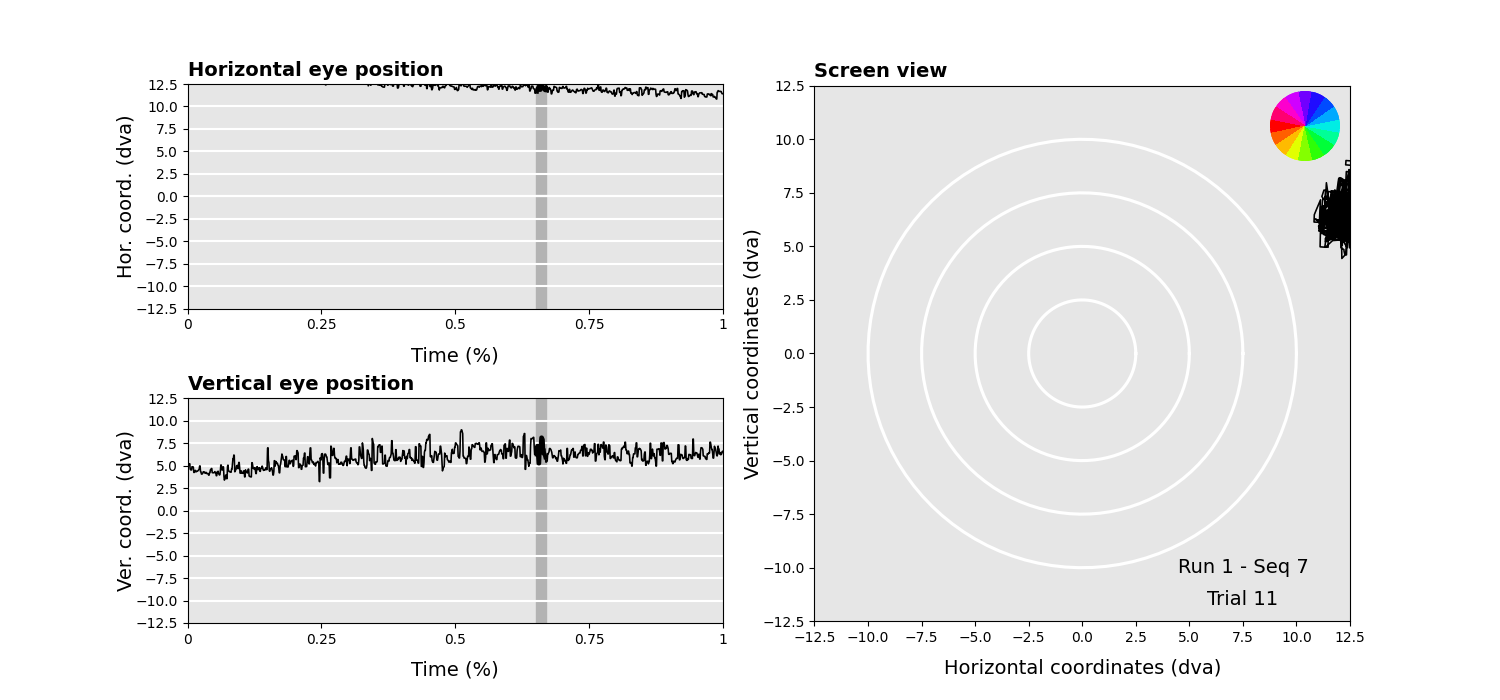 Horizontal eye position
Hor. coord. (dva)
12.5
10.0
7.5
5.0
2.5
0.0
−2.5
−5.0
−7.5
−10.0
−12.5
0 0.25 0.5 0.75 1
Time (%)
Vertical eye position
Ver. coord. (dva)
12.5
10.0
7.5
5.0
2.5
0.0
−2.5
−5.0
−7.5
−10.0
−12.5
0 0.25 0.5 0.75 1
Time (%)
Screen view
Vertical coordinates (dva)
12.5
10.0
7.5
5.0
2.5
0.0
−2.5
−5.0
−7.5
−10.0
−12.5
Run 1 - Seq 7
Trial 11
−12.5 −10.0 −7.5 −5.0 −2.5 0.0 2.5 5.0 7.5 10.0 12.5
Horizontal coordinates (dva)